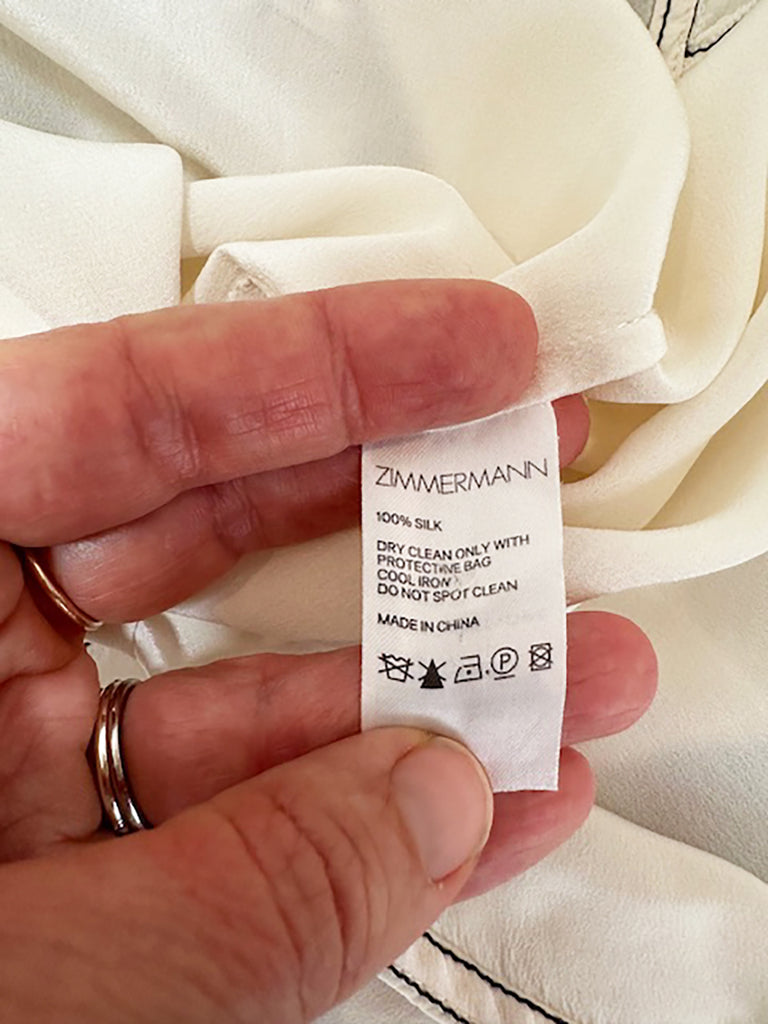 ZIMMERMANN
100% SILK
DRY CLEAN ONLY WITH
PROTECTIVE BAG
COOL IRON
DO NOT SPOT CLEAN
MADE IN CHINA
P